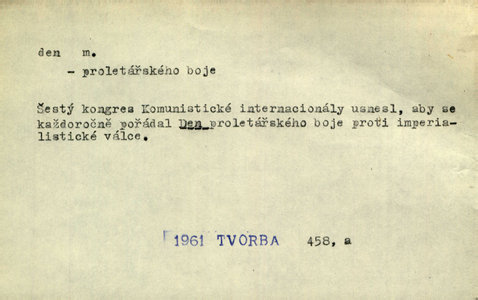 den m.
- proletářského boje
Šestý kongres Komunistické internacionály usnesl, aby se
každoročně pořádal Den proletářského boje proti imperia-
listické válce.
1961 TVORBA 458, a